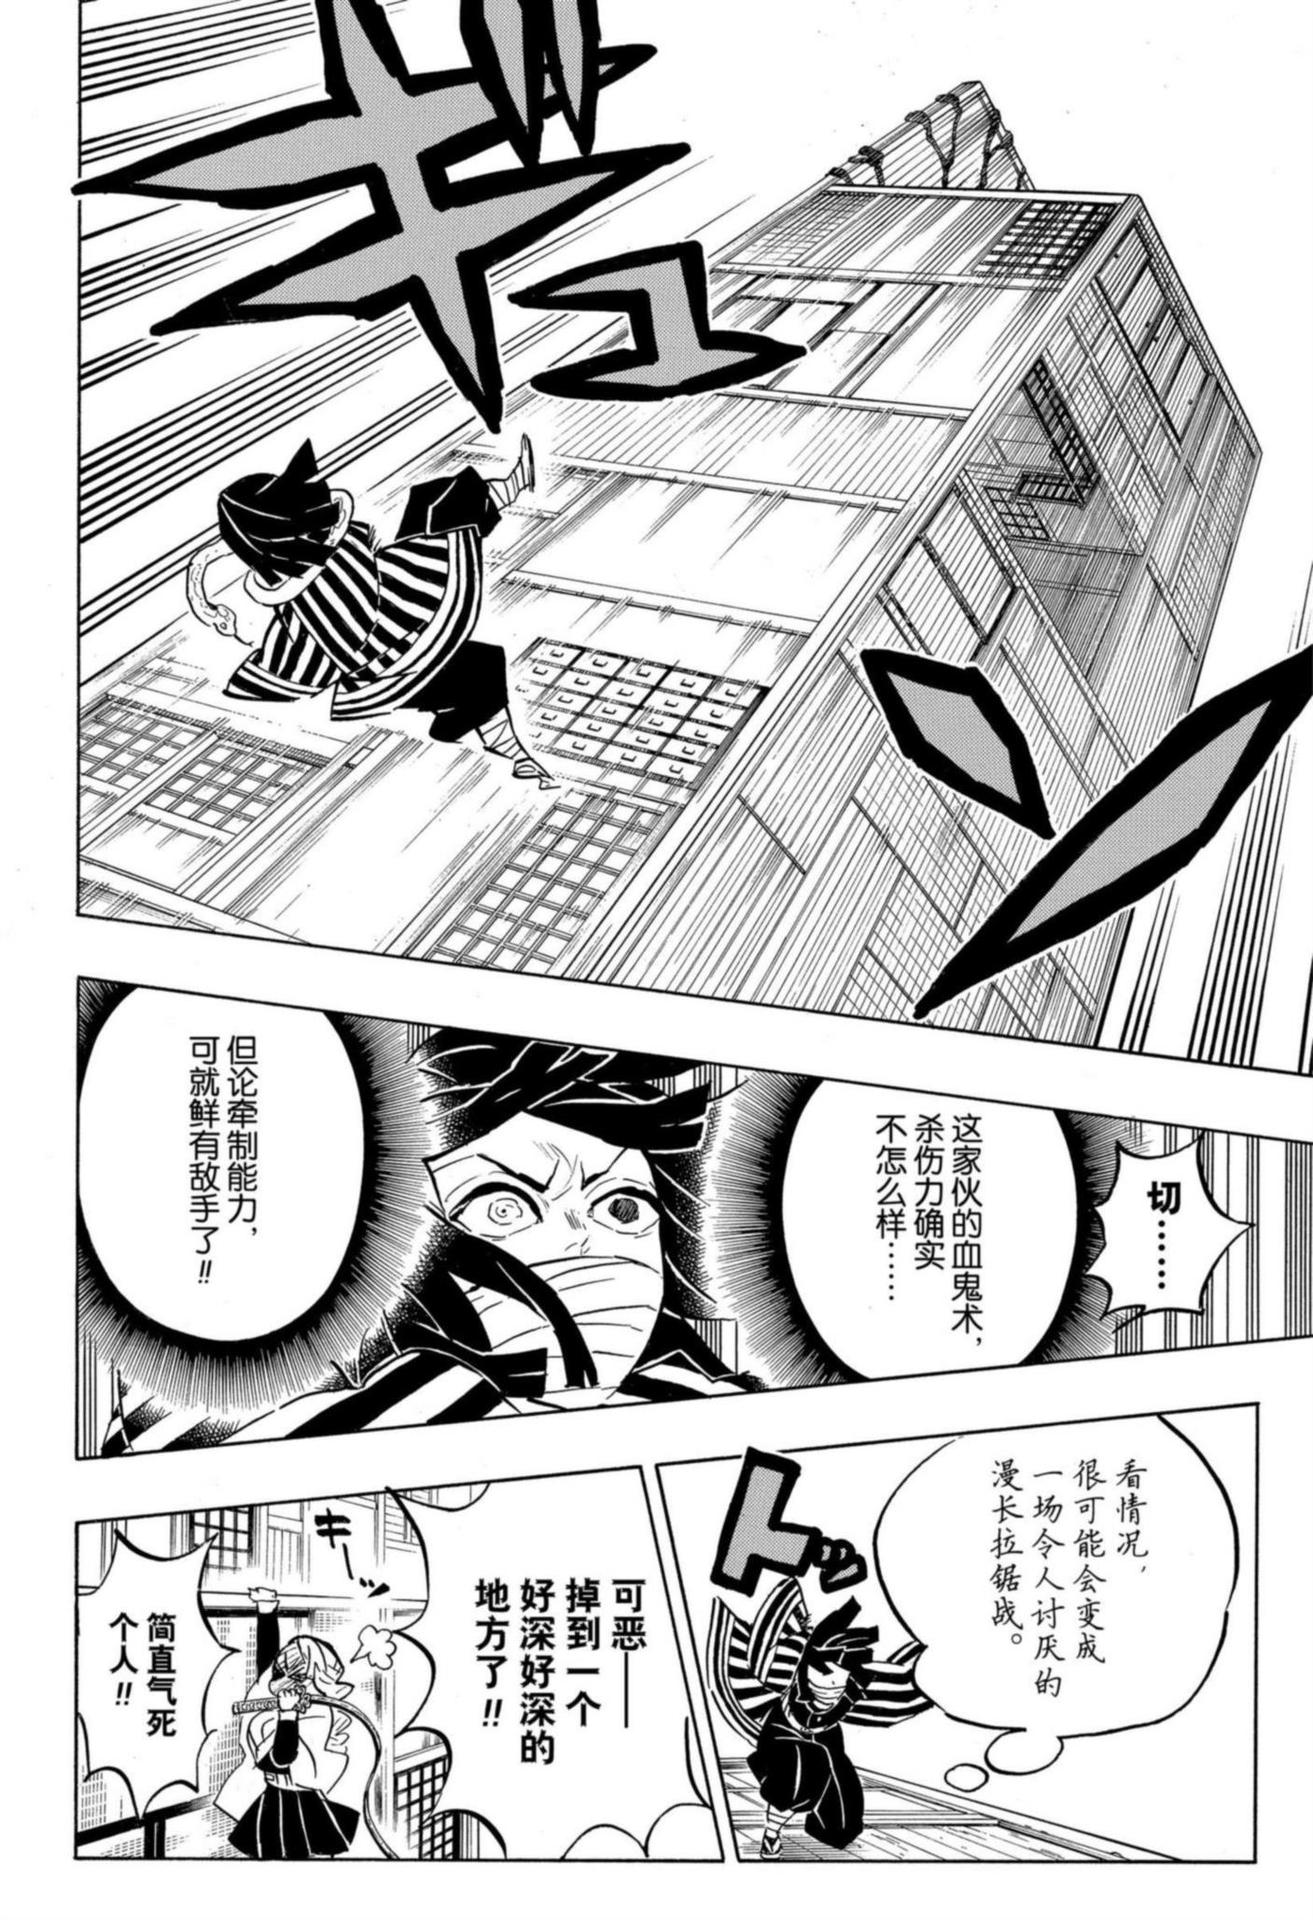 ギュン
切……
这家伙的血鬼术，
杀伤力确实
不怎么样……
但论牵制能力，
可就鲜有敌手了!!
看情况，
很可能会变成
一场令人讨厌的
漫长拉锯战。
ト
可恶——
掉到一个
好深好深的
地方了!!
キーッ
简直气死
个人!!